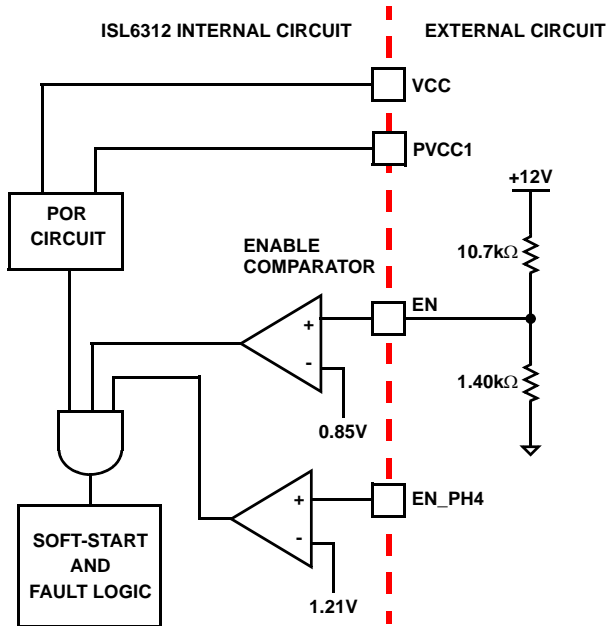 ISL6312 INTERNAL CIRCUIT
EXTERNAL CIRCUIT
VCC
PVCC1
+12V
POR
CIRCUIT
10.7kΩ
ENABLE
COMPARATOR
EN
+
-
1.40kΩ
0.85V
EN_PH4
+
-
SOFT-START
AND
FAULT LOGIC
1.21V